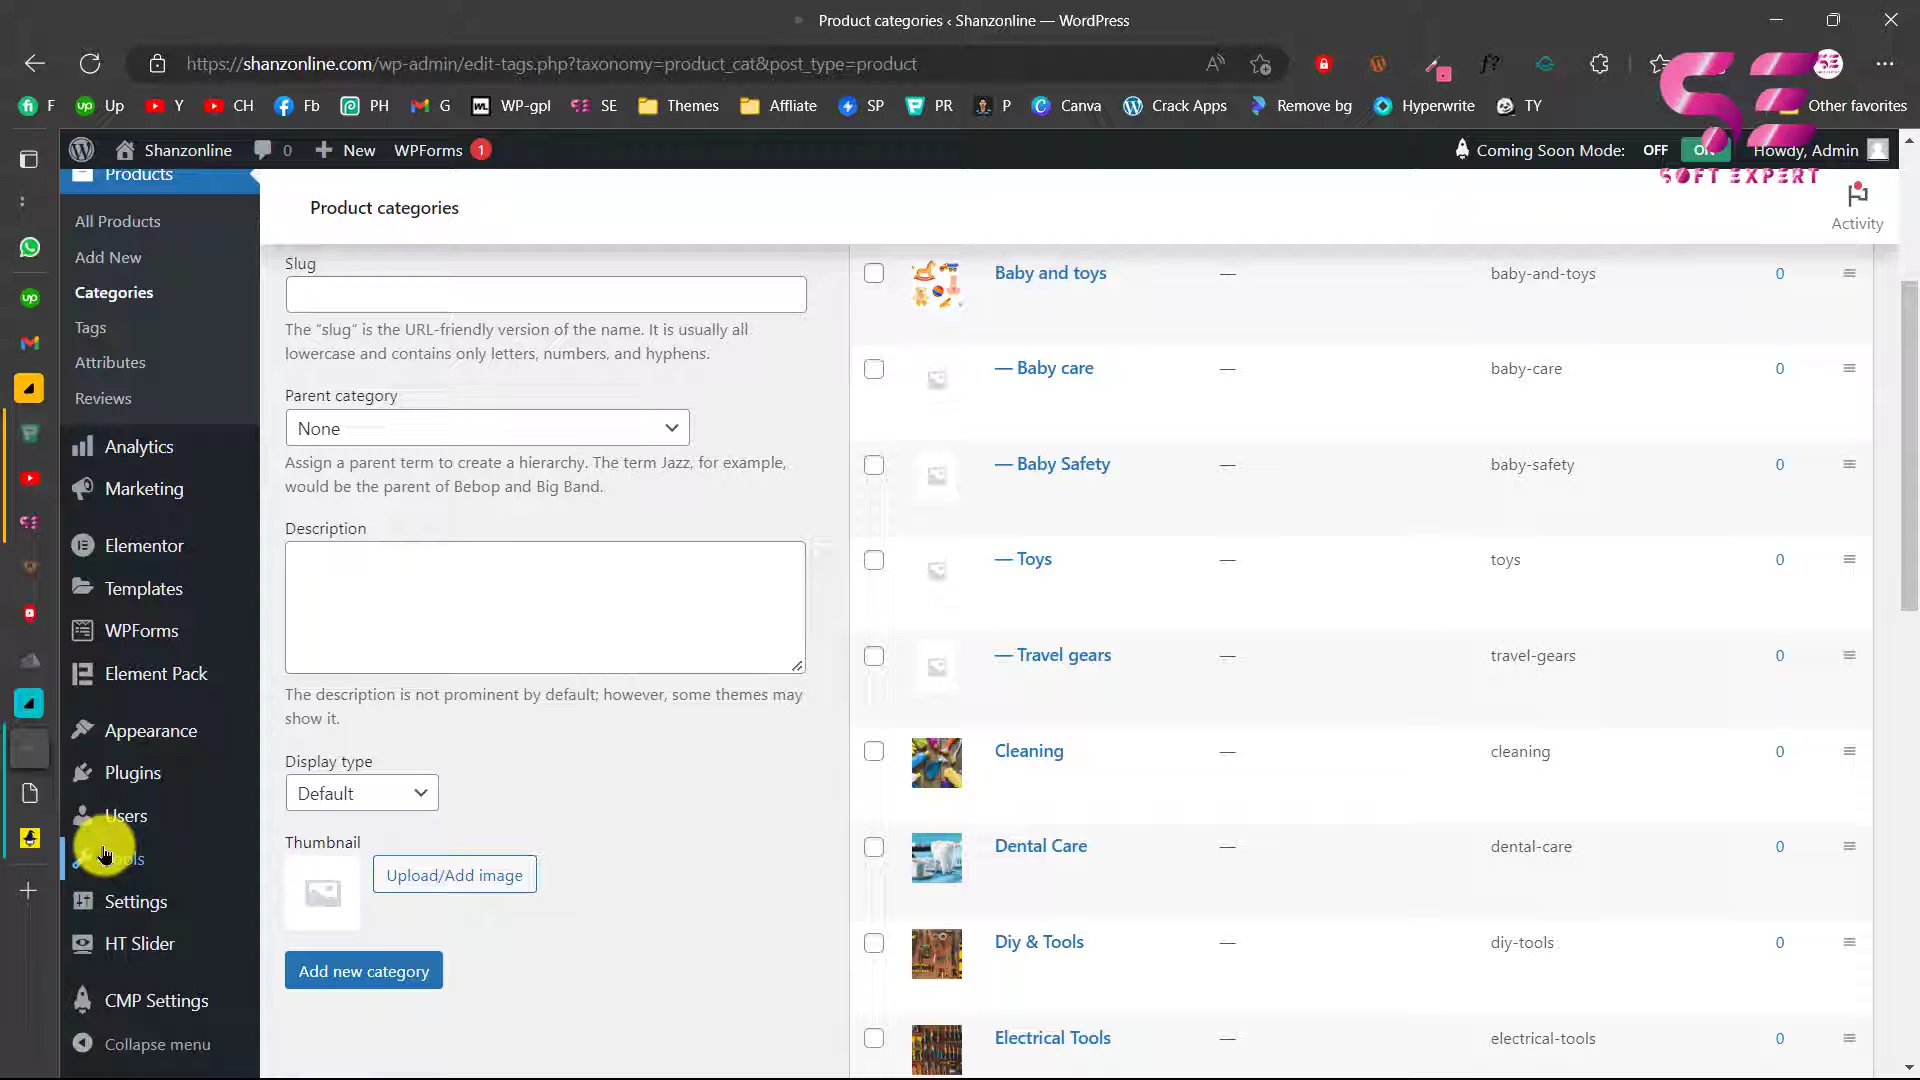 Product categories ‹ Shanzonline — WordPress
https://shanzonline.com/wp-admin/edit-tags.php?taxonomy=product_cat&post_type=product
F
Up
Y
CH
Fb
PH
G
WP-gpl
SE
Themes
Affliate
SP
PR
P
Canva
Crack Apps
Remove bg
Hyperwrite
TY
Other favorites
Shanzonline
0
New
WPForms
1
Coming Soon Mode:
OFF
Howdy, Admin
SOFT EXPERT
Products
All Products
Add New
Categories
Tags
Attributes
Reviews
Analytics
Marketing
Elementor
Templates
WPForms
Element Pack
Appearance
Plugins
Users
Tools
Settings
HT Slider
CMP Settings
Collapse menu
Product categories
Activity
Slug
The “slug” is the URL-friendly version of the name. It is usually all
lowercase and contains only letters, numbers, and hyphens.
Parent category
None
Assign a parent term to create a hierarchy. The term Jazz, for example,
would be the parent of Bebop and Big Band.
Description
The description is not prominent by default; however, some themes may
show it.
Display type
Default
Thumbnail
Upload/Add image
Add new category
Baby and toys — baby-and-toys 0
— Baby care — baby-care 0
— Baby Safety — baby-safety 0
— Toys — toys 0
— Travel gears — travel-gears 0
Cleaning — cleaning 0
Dental Care — dental-care 0
Diy & Tools — diy-tools 0
Electrical Tools — electrical-tools 0